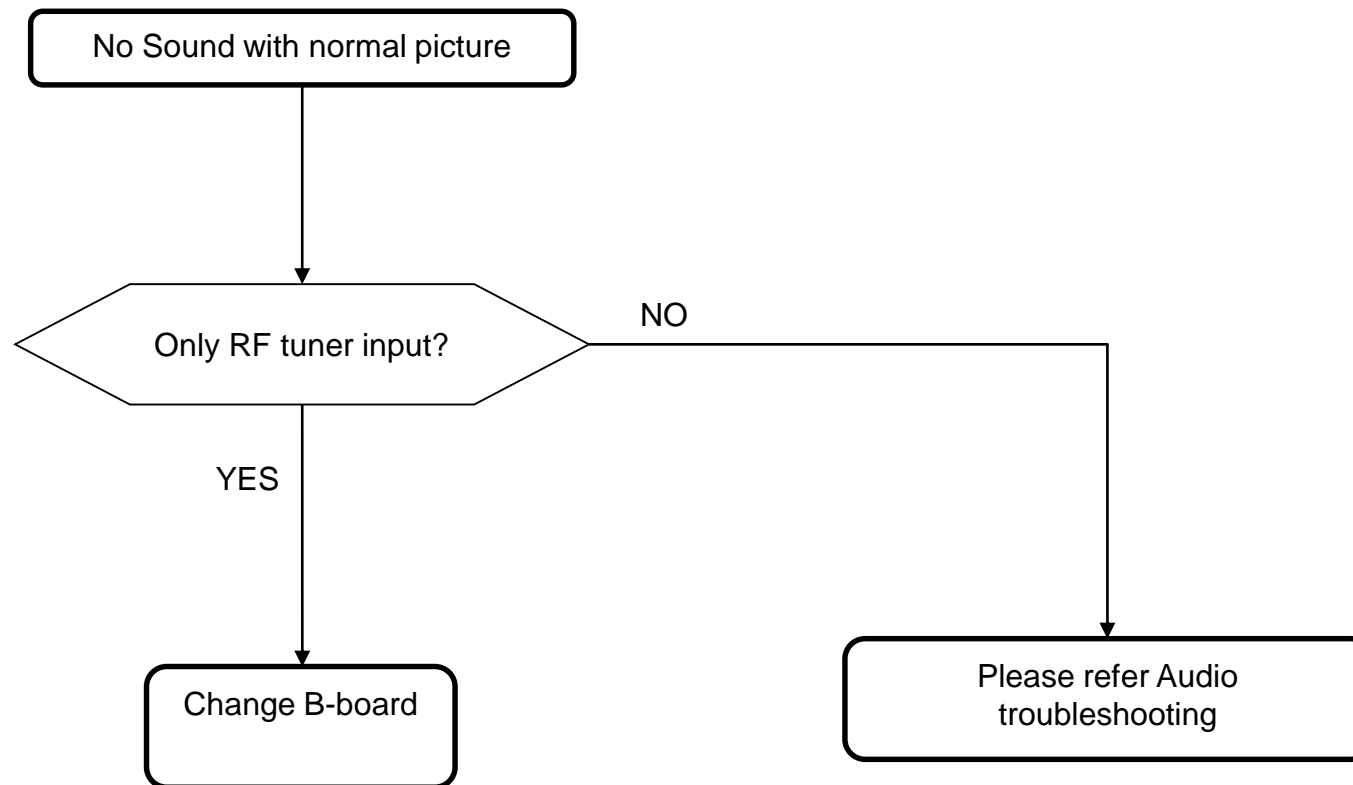 No Sound with normal picture
NO
Only RF tuner input?
YES
Change B-board
Please refer Audio
troubleshooting